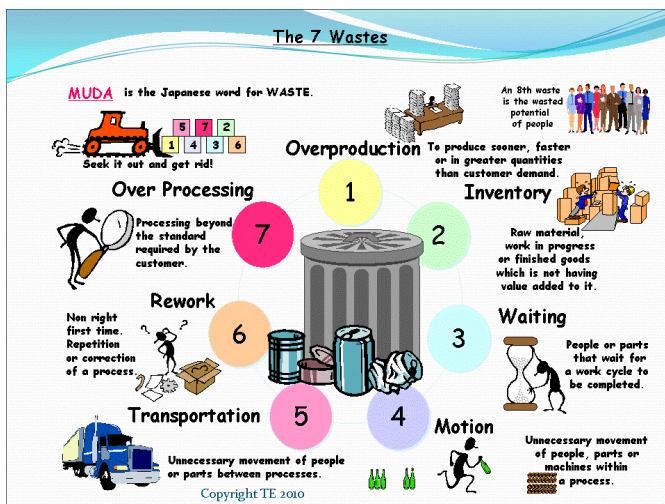 The 7 Wastes
MUDA is the Japanese word for WASTE.
5 7 2
1 4 3 6
Seek it out and get rid!
An 8th waste
is the wasted
potential
of people
Overproduction
To produce sooner, faster
or in greater quantities
than customer demand.
1
Inventory
2
Raw material,
work in progress
or finished goods
which is not having
value added to it.
Waiting
3
People or parts
that wait for
a work cycle to
be completed.
Motion
4
Unnecessary movement
of people, parts or
machines within
a process.
Transportation
5
Unnecessary movement of people
or parts between processes.
Rework
6
Non right
first time.
Repetition
or correction
of a process.
Over Processing
7
Processing beyond
the standard
required by the
customer.
Copyright TE 2010